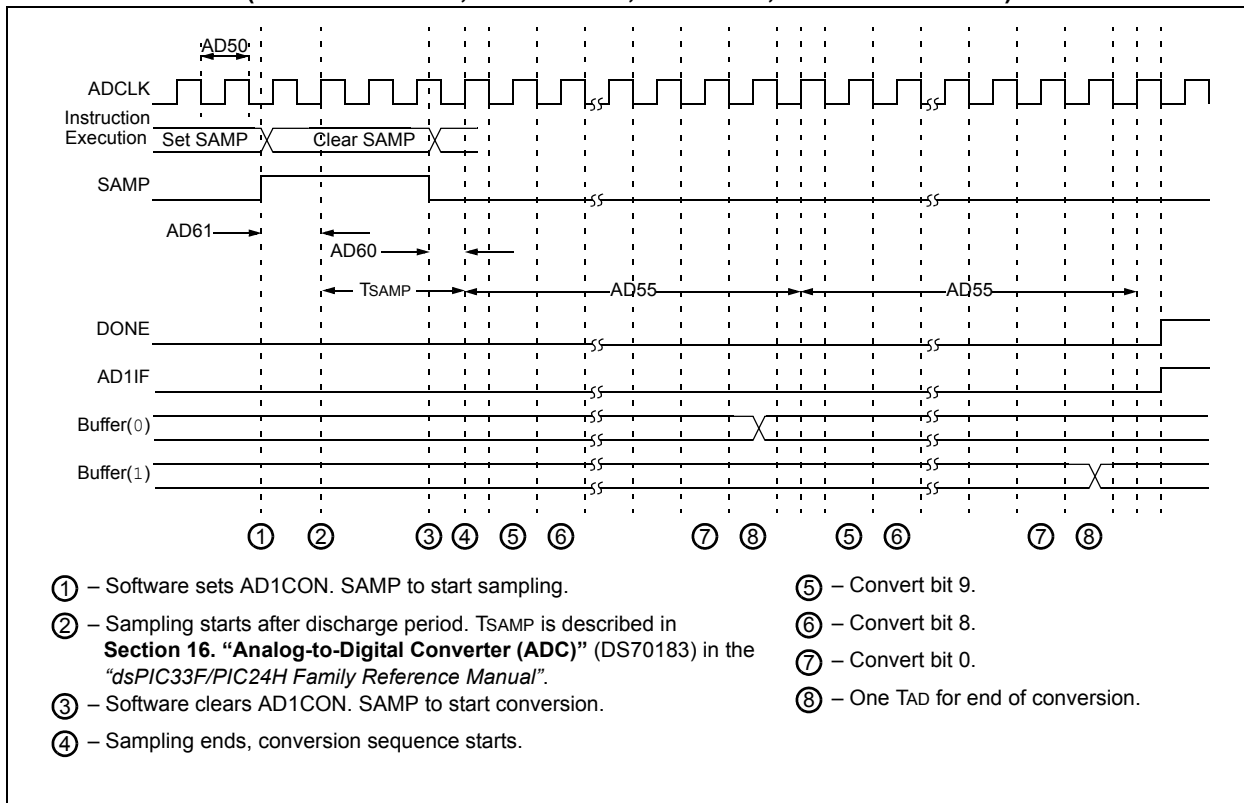 AD50
ADCLK
Instruction
Execution
Set SAMP
Clear SAMP
SAMP
AD61
AD60
TSAMP
AD55
AD55
DONE
AD1IF
Buffer(0)
Buffer(1)
1 2 3 4 5 6 7 8 5 6 7 8
1 – Software sets AD1CON. SAMP to start sampling.
2 – Sampling starts after discharge period. TSAMP is described in
Section 16. “Analog-to-Digital Converter (ADC)” (DS70183) in the
“dsPIC33F/PIC24H Family Reference Manual”.
3 – Software clears AD1CON. SAMP to start conversion.
4 – Sampling ends, conversion sequence starts.
5 – Convert bit 9.
6 – Convert bit 8.
7 – Convert bit 0.
8 – One TAD for end of conversion.